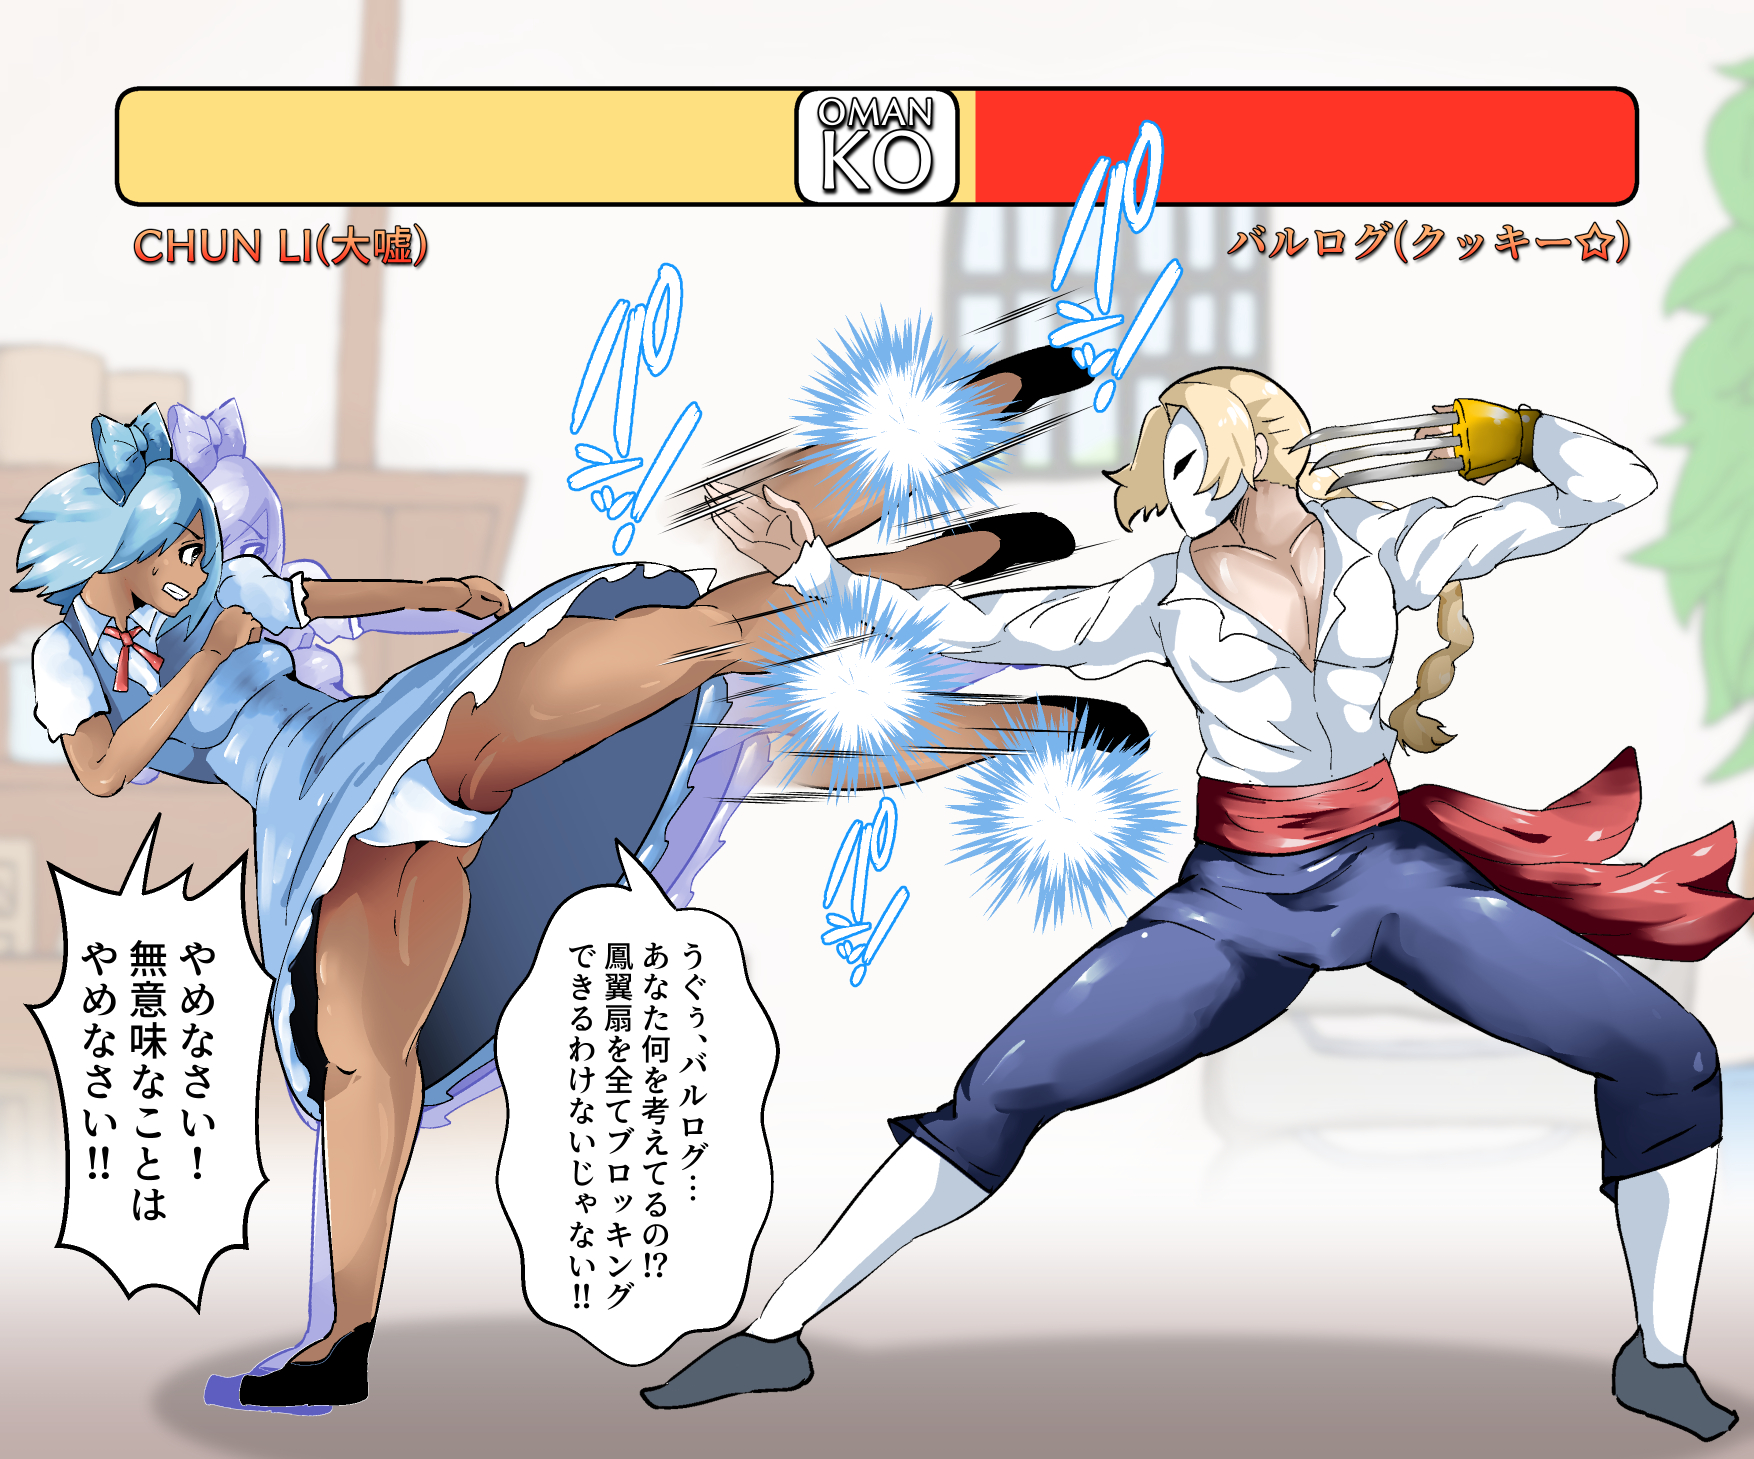 OMAN
KO
CHUN LI(大嘘)
バルログ(クッキー☆)
やめなさい！
無意味なことは
やめなさい!!
うぐぅ、バルログ…
あなた何を考えてるの!?
鳳翼扇を全てブロッキング
できるわけないじゃない!!